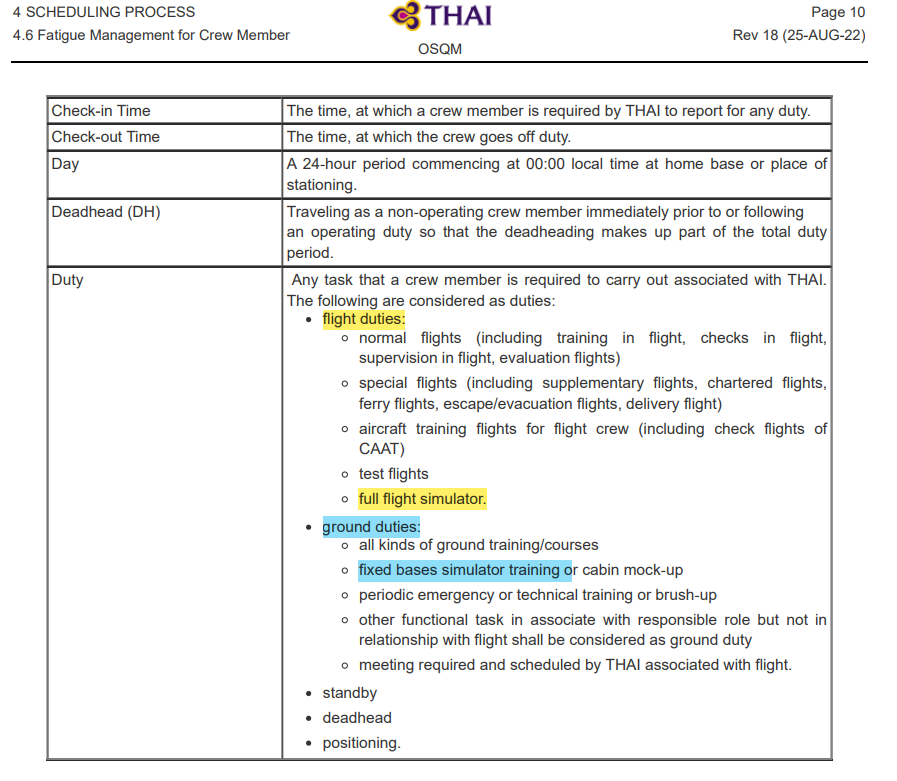 4 SCHEDULING PROCESS
THAI
Page 10
4.6 Fatigue Management for Crew Member
Rev 18 (25-AUG-22)
OSQM
Check-in Time
The time, at which a crew member is required by THAI to report for any duty.
Check-out Time
The time, at which the crew goes off duty.
Day
A 24-hour period commencing at 00:00 local time at home base or place of
stationing.
Deadhead (DH)
Traveling as a non-operating crew member immediately prior to or following
an operating duty so that the deadheading makes up part of the total duty
period.
Duty
Any task that a crew member is required to carry out associated with THAI.
The following are considered as duties:
• flight duties:
◦ normal flights (including training in flight, checks in flight,
supervision in flight, evaluation flights)
◦ special flights (including supplementary flights, chartered flights,
ferry flights, escape/evacuation flights, delivery flight)
◦ aircraft training flights for flight crew (including check flights of
CAAT)
◦ test flights
◦ full flight simulator.
• ground duties:
◦ all kinds of ground training/courses
◦ fixed bases simulator training or cabin mock-up
◦ periodic emergency or technical training or brush-up
◦ other functional task in associate with responsible role but not in
relationship with flight shall be considered as ground duty
◦ meeting required and scheduled by THAI associated with flight.
• standby
• deadhead
• positioning.